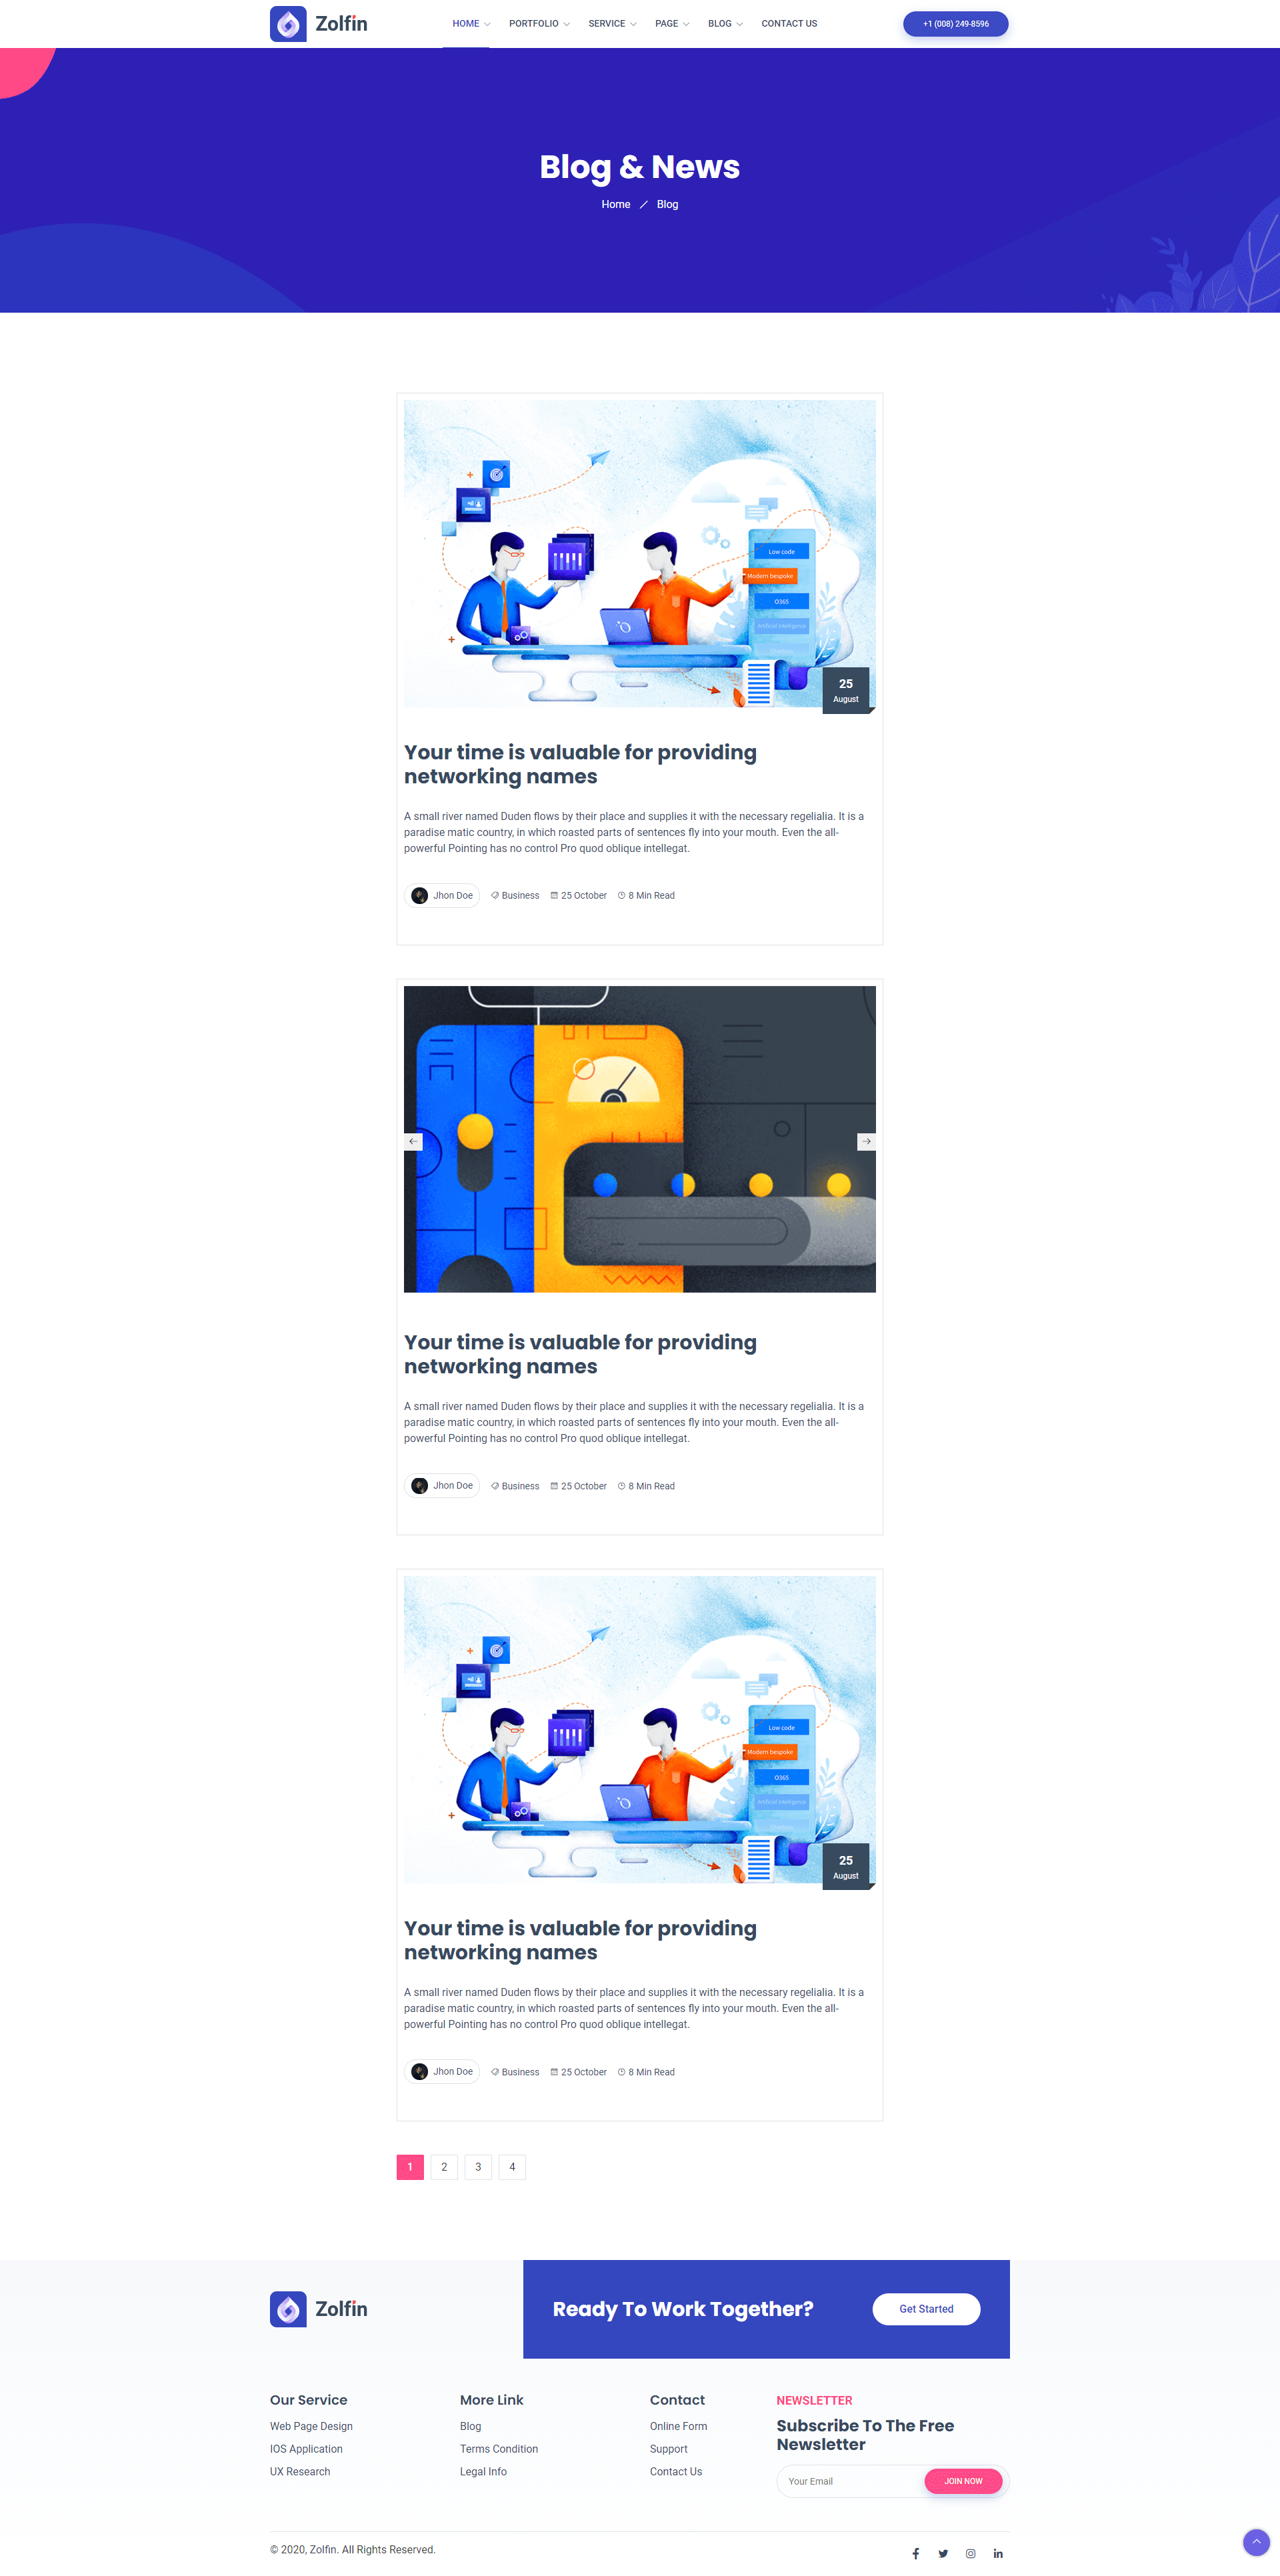 Zolfin
HOME PORTFOLIO SERVICE PAGE BLOG CONTACT US
+1 (008) 249-8596
Blog & News
Home / Blog
Low code
Modern bespoke
O365
Artificial Intelligence
25
August
Your time is valuable for providing
networking names
A small river named Duden flows by their place and supplies it with the necessary regelialia. It is a
paradise matic country, in which roasted parts of sentences fly into your mouth. Even the all-
powerful Pointing has no control Pro quod oblique intellegat.
Jhon Doe Business 25 October 8 Min Read
Your time is valuable for providing
networking names
A small river named Duden flows by their place and supplies it with the necessary regelialia. It is a
paradise matic country, in which roasted parts of sentences fly into your mouth. Even the all-
powerful Pointing has no control Pro quod oblique intellegat.
Jhon Doe Business 25 October 8 Min Read
Low code
Modern bespoke
O365
Artificial Intelligence
25
August
Your time is valuable for providing
networking names
A small river named Duden flows by their place and supplies it with the necessary regelialia. It is a
paradise matic country, in which roasted parts of sentences fly into your mouth. Even the all-
powerful Pointing has no control Pro quod oblique intellegat.
Jhon Doe Business 25 October 8 Min Read
1 2 3 4
Zolfin
Ready To Work Together?
Get Started
Our Service
Web Page Design
IOS Application
UX Research
More Link
Blog
Terms Condition
Legal Info
Contact
Online Form
Support
Contact Us
NEWSLETTER
Subscribe To The Free
Newsletter
Your Email
JOIN NOW
© 2020, Zolfin. All Rights Reserved.